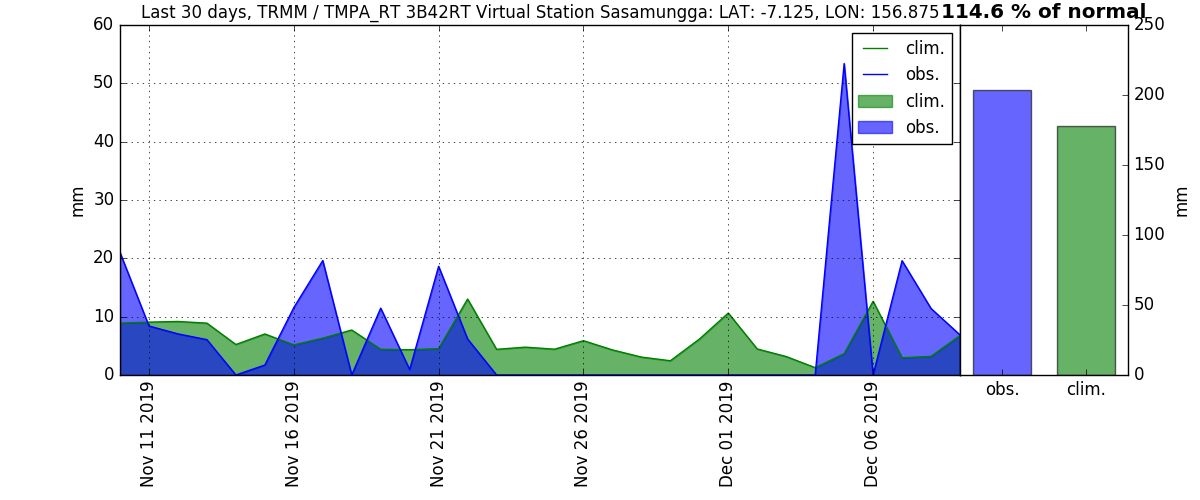 Last 30 days, TRMM / TMPA_RT 3B42RT Virtual Station Sasamungga: LAT: -7.125, LON: 156.875
114.6 % of normal
60
50
40
30
20
10
0
mm
clim.
obs.
clim.
obs.
Nov 11 2019
Nov 16 2019
Nov 21 2019
Nov 26 2019
Dec 01 2019
Dec 06 2019
250
200
150
100
50
0
mm
obs.
clim.